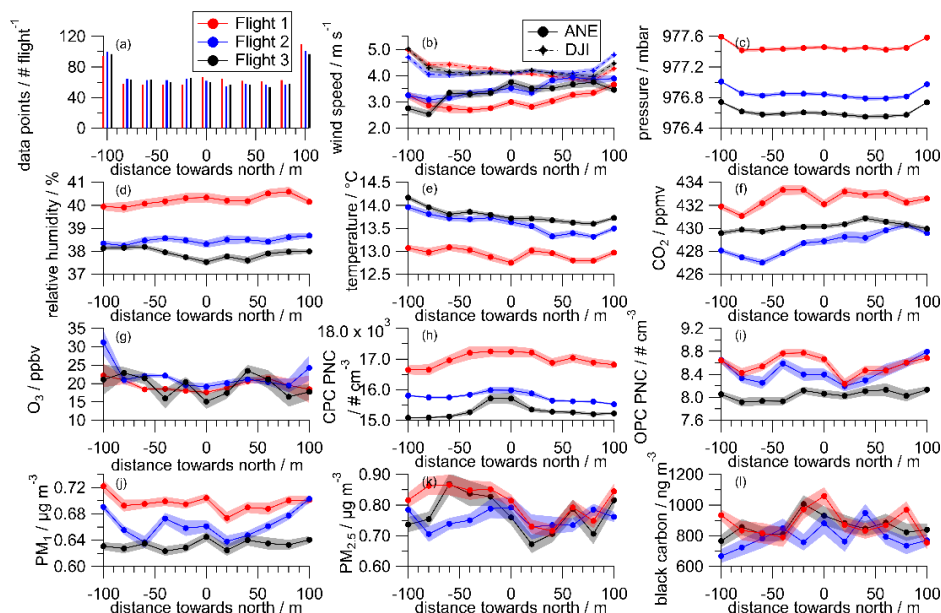 (a)
Flight 1
Flight 2
Flight 3
data points / # flight-1
120
80
40
0
-100 -50 0 50 100
distance towards north / m
(b)
ANE
DJI
wind speed / m s-1
5.0
4.0
3.0
2.0
-100 -50 0 50 100
distance towards north / m
(c)
pressure / mbar
977.6
977.2
976.8
976.4
-100 -50 0 50 100
distance towards north / m
(d)
relative humidity / %
41
40
39
38
37
-100 -50 0 50 100
distance towards north / m
(e)
temperature / °C
14.5
14.0
13.5
13.0
12.5
-100 -50 0 50 100
distance towards north / m
(f)
CO2 / ppmv
434
432
430
428
426
-100 -50 0 50 100
distance towards north / m
(g)
O3 / ppbv
35
30
25
20
15
10
-100 -50 0 50 100
distance towards north / m
(h)
CPC PNC
/ # cm-3
18.0 x 103
17.0
16.0
15.0
-100 -50 0 50 100
distance towards north / m
(i)
OPC PNC / # cm-3
9.2
8.8
8.4
8.0
7.6
-100 -50 0 50 100
distance towards north / m
(j)
PM1 / µg m-3
0.72
0.68
0.64
0.60
-100 -50 0 50 100
distance towards north / m
(k)
PM2.5 / µg m-3
0.90
0.80
0.70
0.60
-100 -50 0 50 100
distance towards north / m
(l)
black carbon / ng m-3
1200
1000
800
600
-100 -50 0 50 100
distance towards north / m